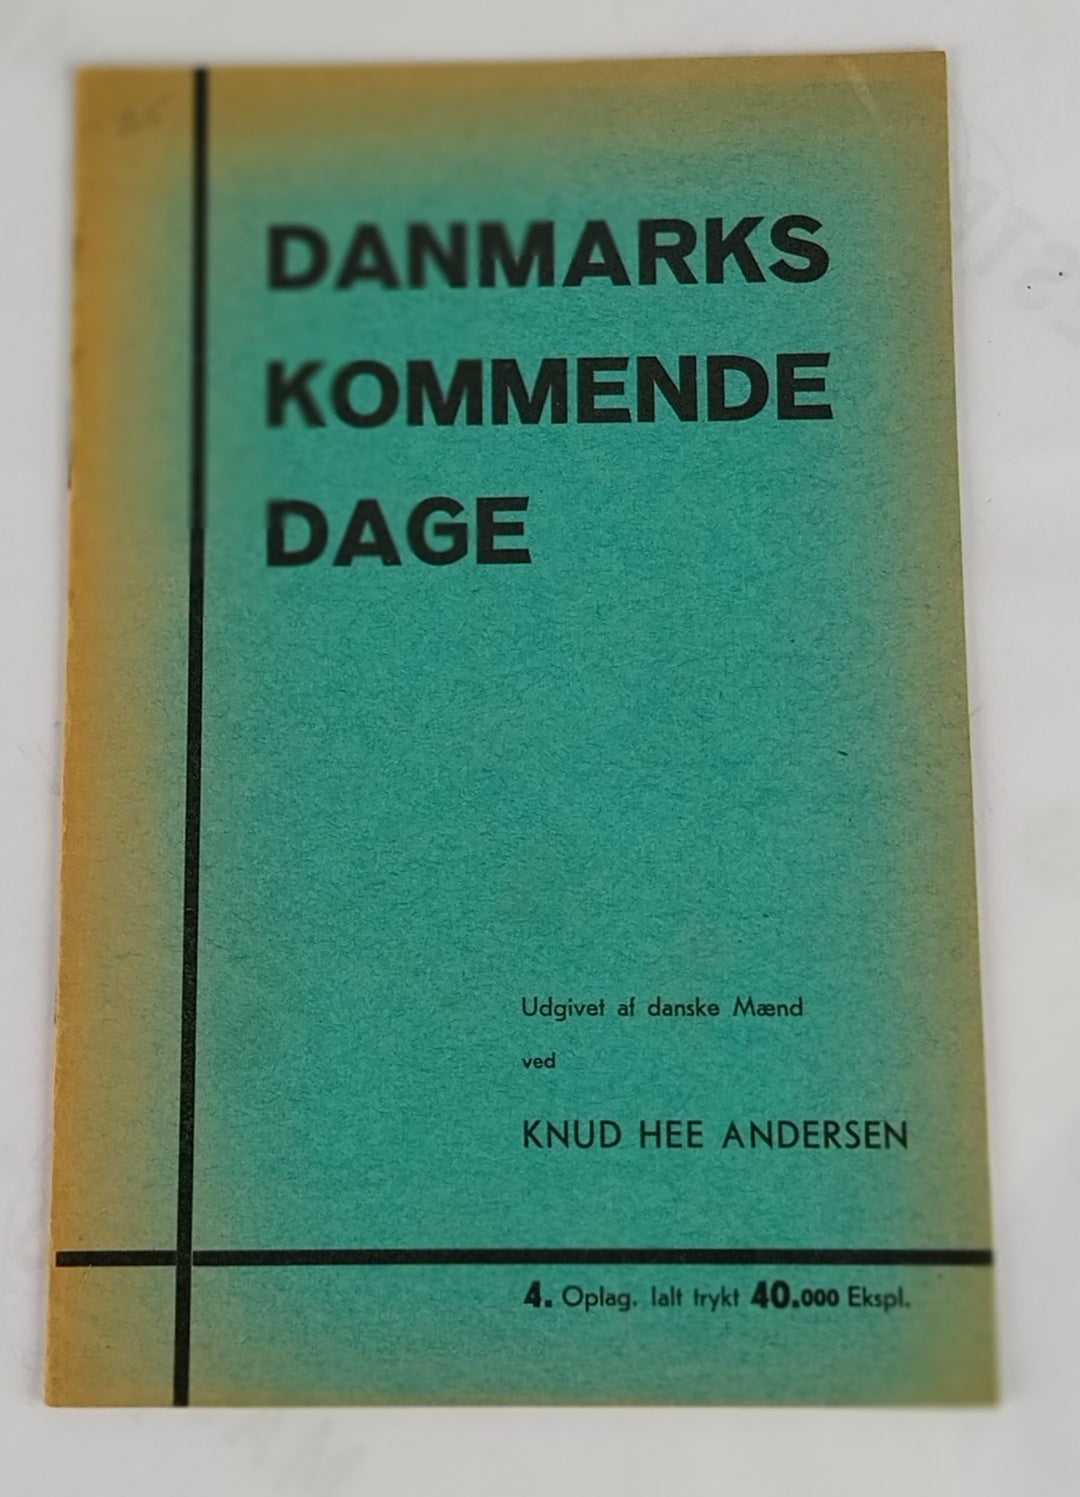 DANMARKS
KOMMENDE
DAGE
Udgivet af danske Mænd
ved
KNUD HEE ANDERSEN
4. Oplag. Ialt trykt 40.000 Ekspl.